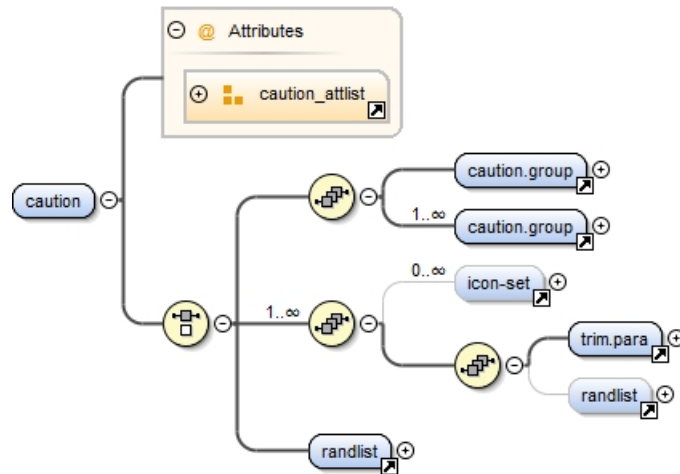 @ Attributes
caution_attlist
caution
caution.group
1..∞
caution.group
0..∞
icon-set
1..∞
trim.para
randlist
randlist